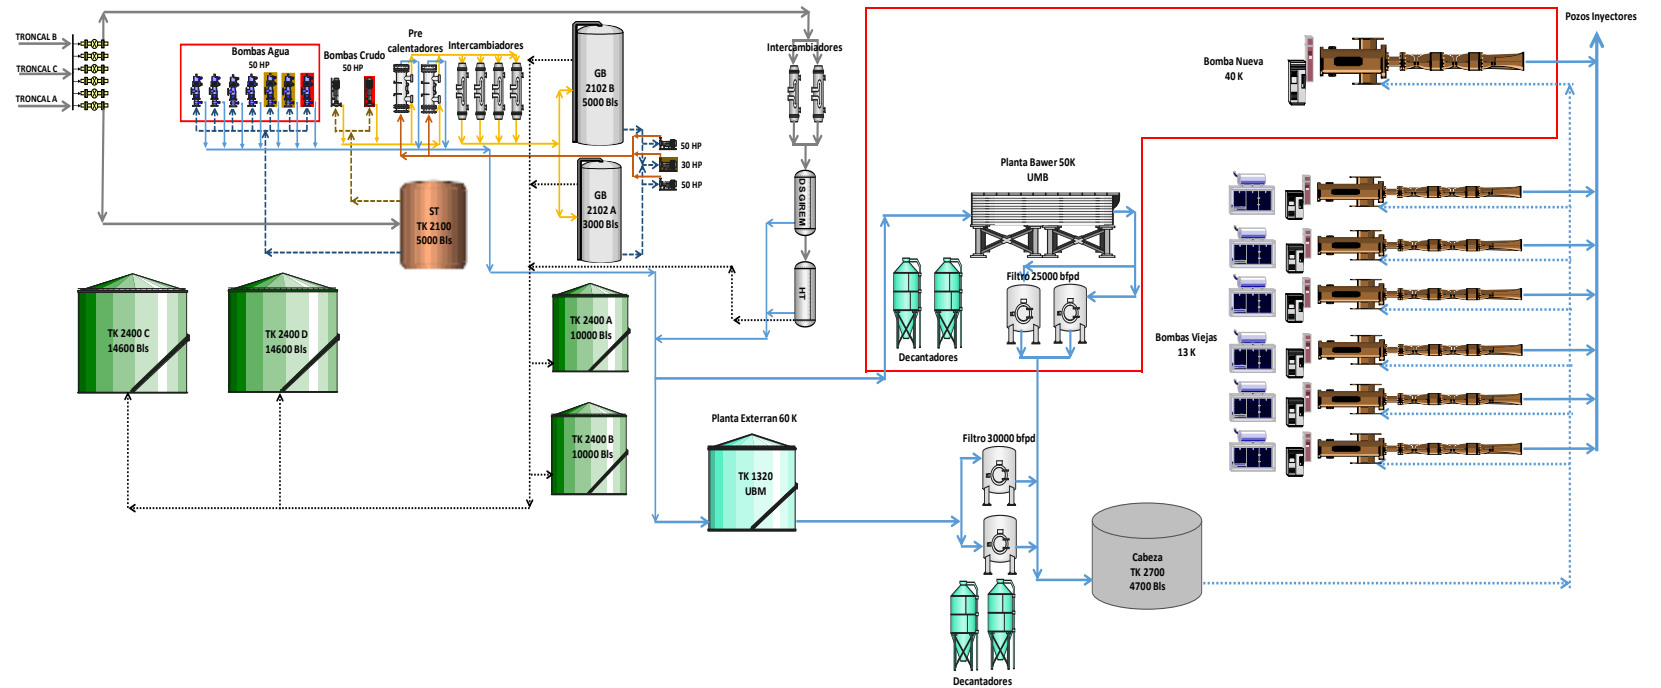 TRONCAL B
TRONCAL C
TRONCAL A
Bombas Agua
50 HP
Bombas Crudo
50 HP
Pre
calentadores
Intercambiadores
GB
2102 B
5000 Bls
50 HP
30 HP
50 HP
GB
2102 A
3000 Bls
ST
TK 2100
5000 Bls
Intercambiadores
DS GIREM
HT
TK 2400 C
14600 Bls
TK 2400 D
14600 Bls
TK 2400 A
10000 Bls
TK 2400 B
10000 Bls
Planta Bawer 50K
UMB
Filtro 25000 bfpd
Decantadores
Planta Exterran 60 K
TK 1320
UBM
Filtro 30000 bfpd
Decantadores
Cabeza
TK 2700
4700 Bls
Pozos Inyectores
Bomba Nueva
40 K
Bombas Viejas
13 K